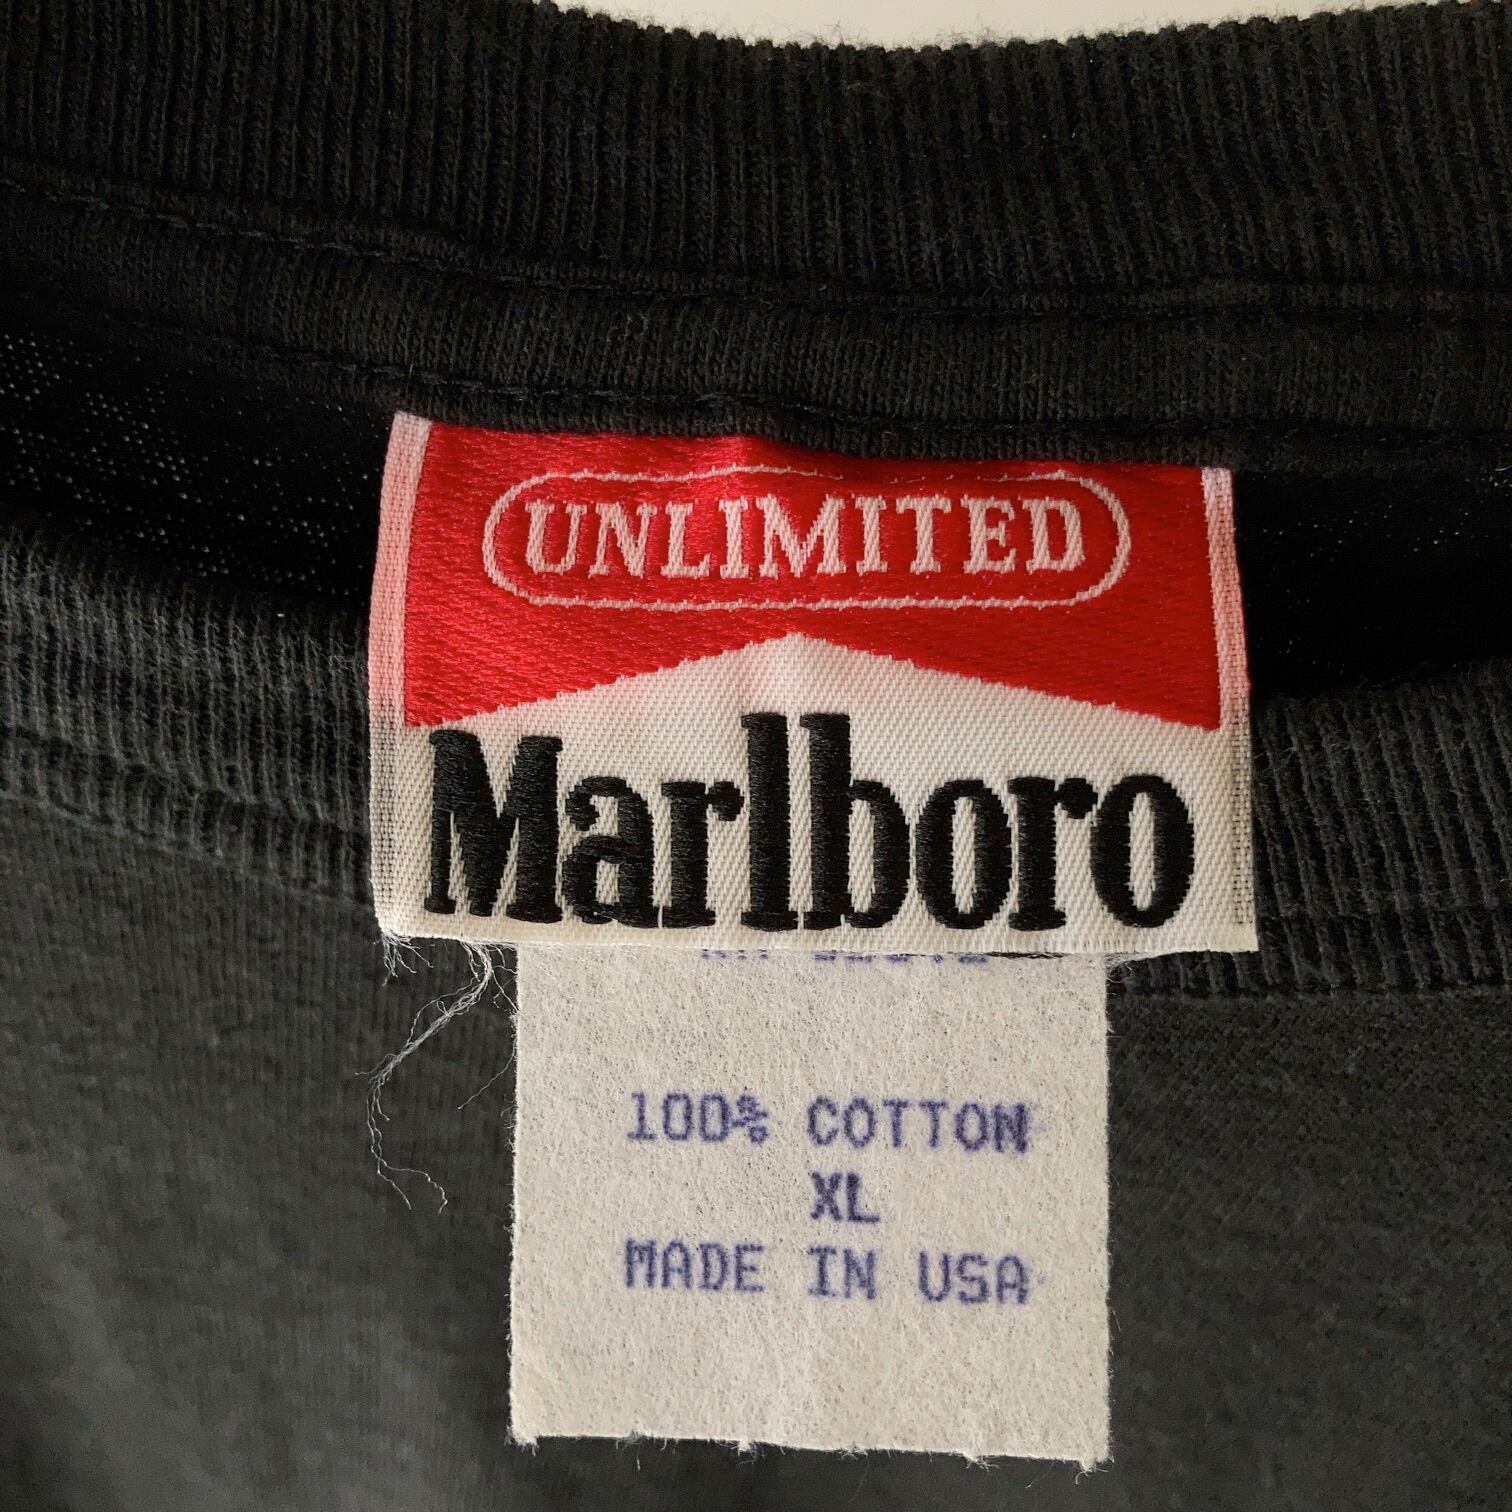 UNLIMITED
Marlboro
100% COTTON
XL
MADE IN USA